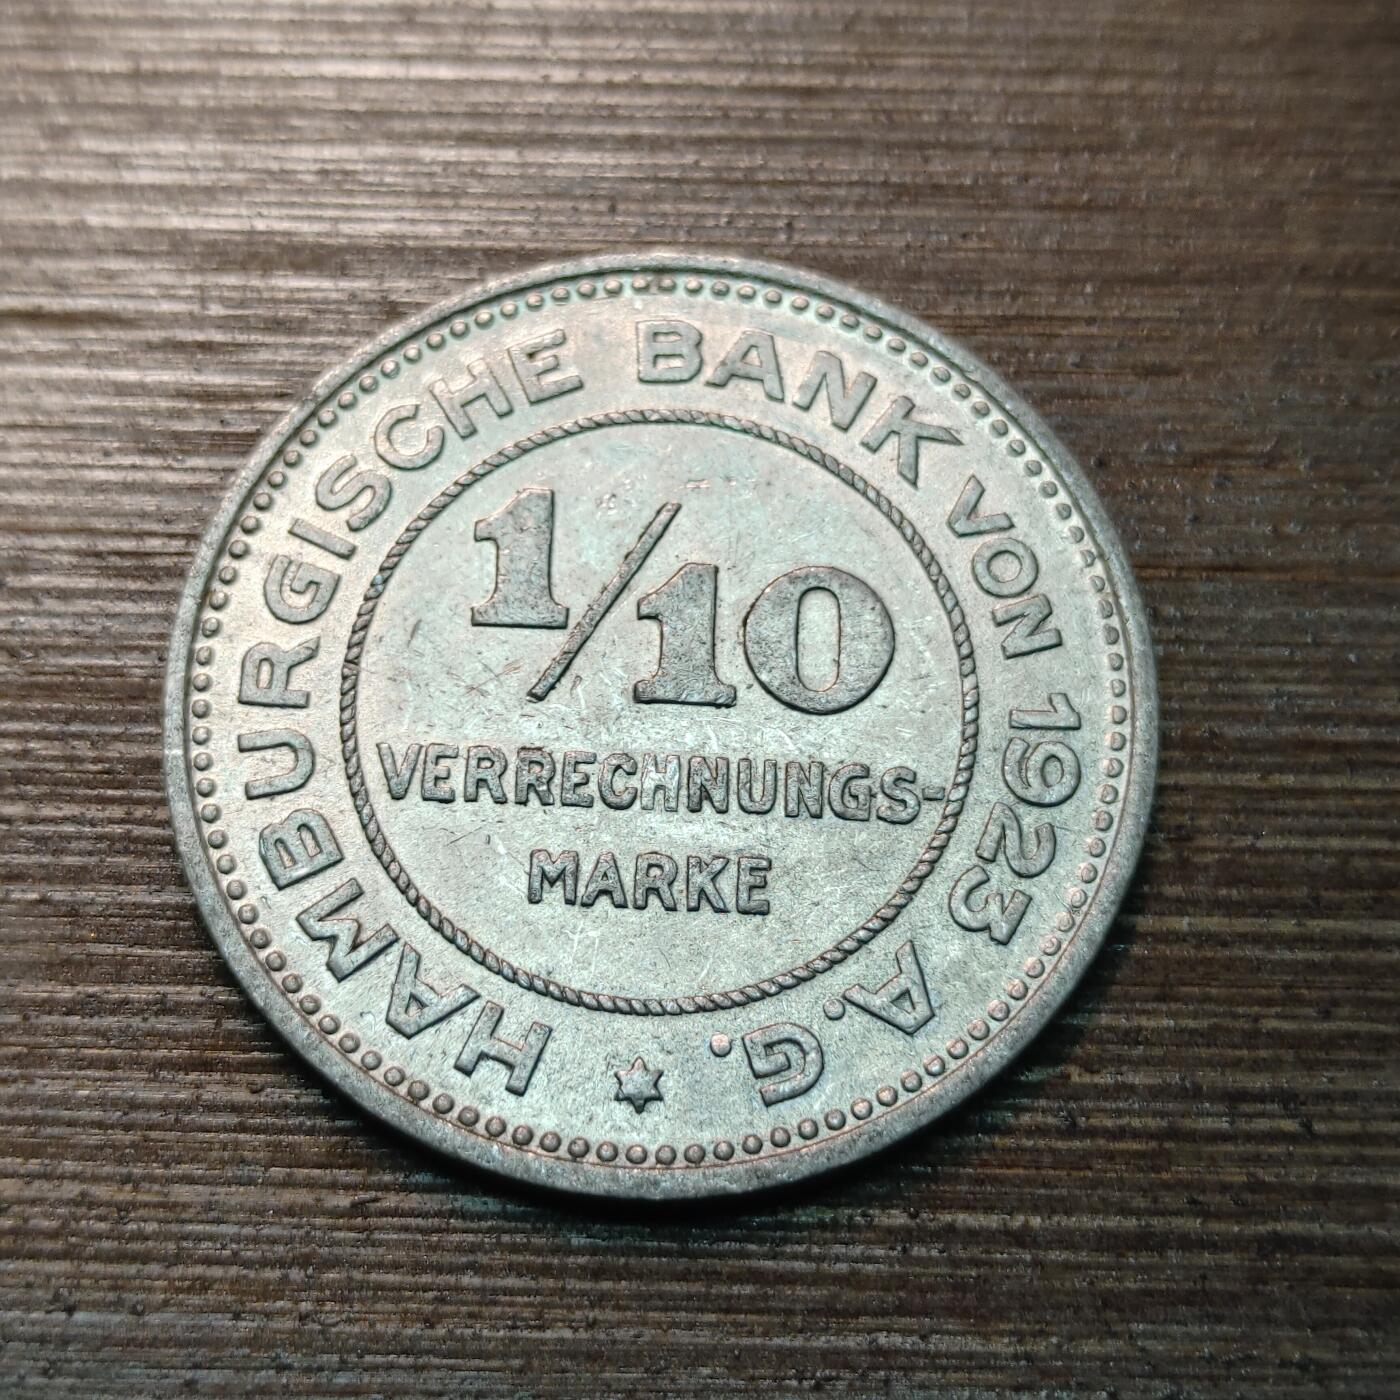 HAMBURGISCHE BANK VON 1923 A.G.
1/10
VERRECHNUNGS-
MARKE